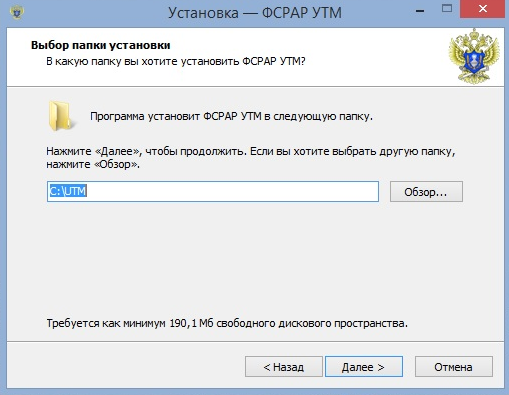 Установка — ФСРАР УТМ
Выбор папки установки
В какую папку вы хотите установить ФСРАР УТМ?
Программа установит ФСРАР УТМ в следующую папку.
Нажмите «Далее», чтобы продолжить. Если вы хотите выбрать другую папку,
нажмите «Обзор».
C:\UTM
Обзор...
Требуется как минимум 190,1 Мб свободного дискового пространства.
< Назад
Далее >
Отмена